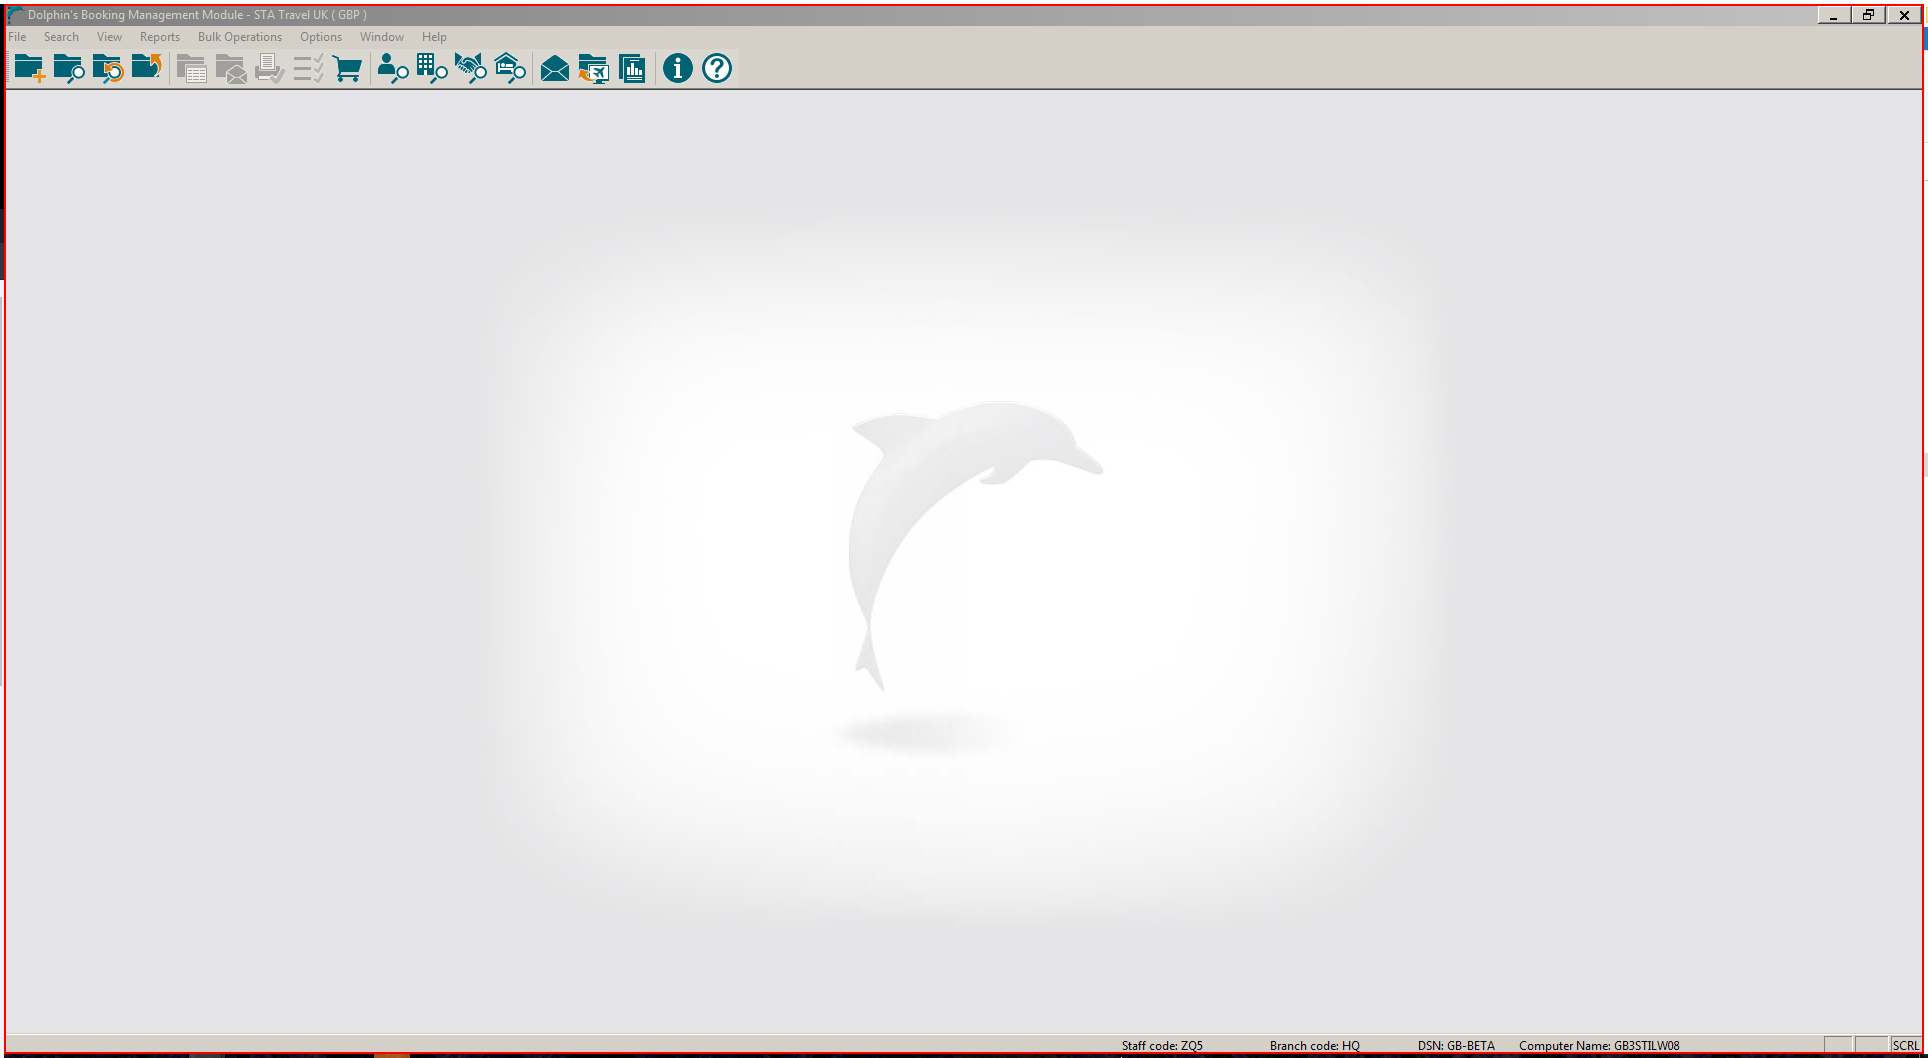 Dolphin's Booking Management Module - STA Travel UK ( GBP )
File Search View Reports Bulk Operations Options Window Help
Staff code: ZQ5 Branch code: HQ DSN: GB-BETA Computer Name: GB3STILW08 SCRL